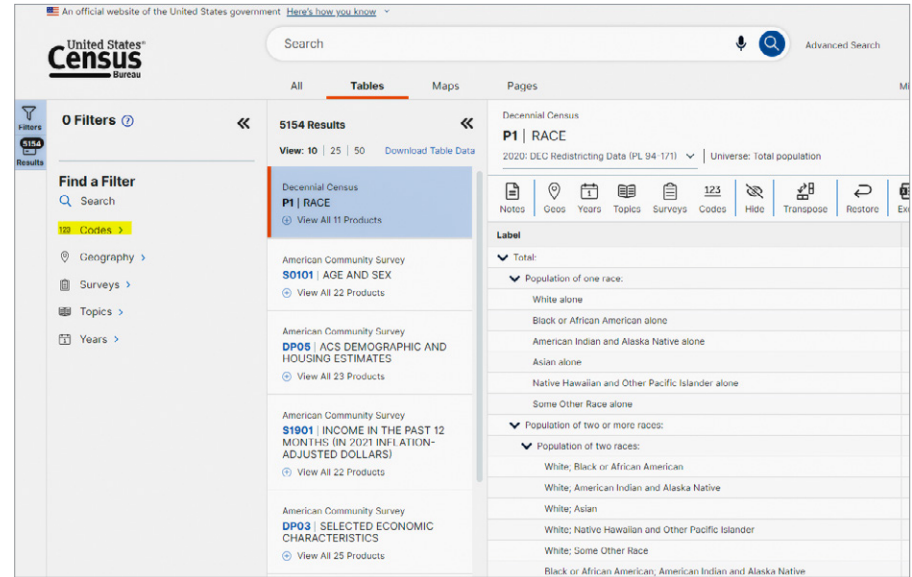 An official website of the United States government Here's how you know
United States®
Census
Bureau
Search
Advanced Search
All Tables Maps Pages
Filters
5154
Results
0 Filters
Find a Filter
Search
123 Codes
Geography
Surveys
Topics
Years
5154 Results
View: 10 | 25 | 50 Download Table Data
Decennial Census
P1 | RACE
View All 11 Products
American Community Survey
S0101 | AGE AND SEX
View All 22 Products
American Community Survey
DP05 | ACS DEMOGRAPHIC AND
HOUSING ESTIMATES
View All 23 Products
American Community Survey
S1901 | INCOME IN THE PAST 12
MONTHS (IN 2021 INFLATION-
ADJUSTED DOLLARS)
View All 22 Products
American Community Survey
DP03 | SELECTED ECONOMIC
CHARACTERISTICS
View All 25 Products
Decennial Census
P1 | RACE
2020: DEC Redistricting Data (PL 94-171) | Universe: Total population
123
Notes Geos Years Topics Surveys Codes Hide Transpose Restore
Label
Total:
Population of one race:
White alone
Black or African American alone
American Indian and Alaska Native alone
Asian alone
Native Hawaiian and Other Pacific Islander alone
Some Other Race alone
Population of two or more races:
Population of two races:
White; Black or African American
White; American Indian and Alaska Native
White; Asian
White; Native Hawaiian and Other Pacific Islander
White; Some Other Race
Black or African American; American Indian and Alaska Native